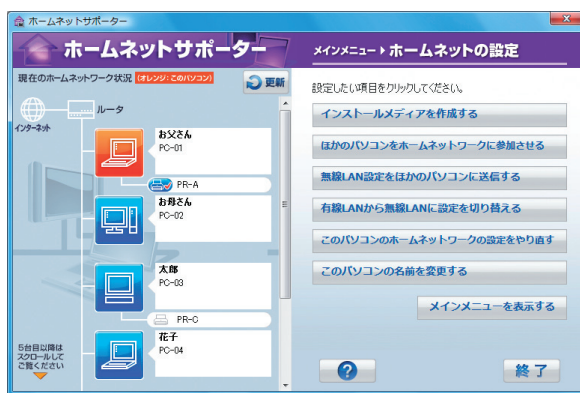 ホームネットサポーター
ホームネットサポーター
メインメニュー ▶ ホームネットの設定
現在のホームネットワーク状況 (オレンジ:このパソコン)
更新
インターネット
ルータ
お父さん
PC-01
PR-A
お母さん
PC-02
太郎
PC-03
PR-C
花子
PC-04
5台目以降は
スクロールして
ご覧ください
設定したい項目をクリックしてください。
インストールメディアを作成する
ほかのパソコンをホームネットワークに参加させる
無線LAN設定をほかのパソコンに送信する
有線LANから無線LANに設定を切り替える
このパソコンのホームネットワークの設定をやり直す
このパソコンの名前を変更する
メインメニューを表示する
?
終了